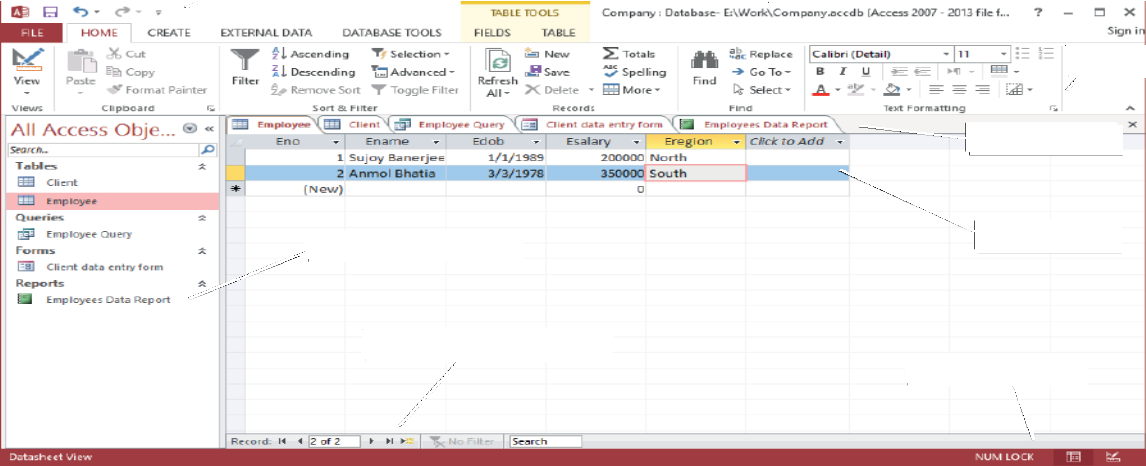 TABLE TOOLS
Company : Database- E:\Work\Company.accdb (Access 2007 - 2013 file f... ?
Sign in
FILE HOME CREATE EXTERNAL DATA DATABASE TOOLS FIELDS TABLE
View
Views
Paste
Cut
Copy
Format Painter
Clipboard
Filter
Ascending
Descending
Remove Sort
Selection
Advanced
Toggle Filter
Sort & Filter
Refresh
All
New
Save
Delete
Totals
Spelling
More
Records
Find
Replace
Go To
Select
Find
Calibri (Detail) 11
B I U
A
Text Formatting
All Access Obje...
Search..
Tables
Client
Employee
Queries
Employee Query
Forms
Client data entry form
Reports
Employees Data Report
Employee Client Employee Query Client data entry form Employees Data Report
Eno Ename Edob Esalary Eregion Click to Add
1 Sujoy Banerjee 1/1/1989 200000 North
2 Anmol Bhatia 3/3/1978 350000 South
* (New) 0
Record: 2 of 2 No Filter Search
Datasheet View NUM LOCK